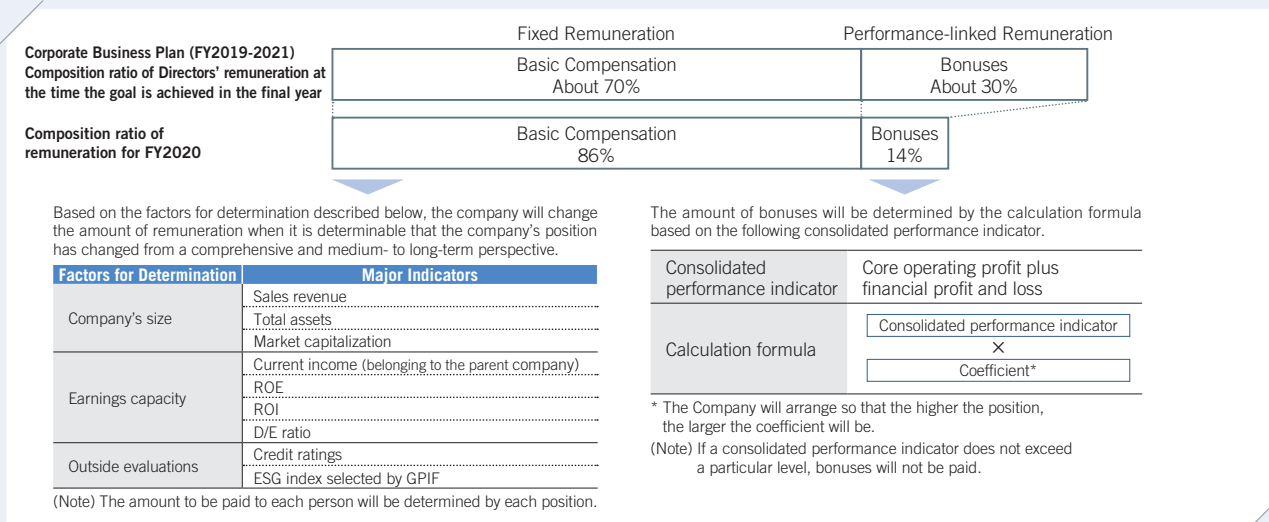 Fixed Remuneration
Performance-linked Remuneration
Corporate Business Plan (FY2019-2021)
Composition ratio of Directors' remuneration at
the time the goal is achieved in the final year
Basic Compensation
About 70%
Bonuses
About 30%
Composition ratio of
remuneration for FY2020
Basic Compensation
86%
Bonuses
14%
Based on the factors for determination described below, the company will change
the amount of remuneration when it is determinable that the company's position
has changed from a comprehensive and medium- to long-term perspective.
Factors for Determination
Major Indicators
Company's size
Sales revenue
Total assets
Market capitalization
Earnings capacity
Current income (belonging to the parent company)
ROE
ROI
D/E ratio
Outside evaluations
Credit ratings
ESG index selected by GPIF
(Note) The amount to be paid to each person will be determined by each position.
The amount of bonuses will be determined by the calculation formula
based on the following consolidated performance indicator.
Consolidated
performance indicator
Core operating profit plus
financial profit and loss
Calculation formula
Consolidated performance indicator
×
Coefficient*
* The Company will arrange so that the higher the position,
the larger the coefficient will be.
(Note) If a consolidated performance indicator does not exceed
a particular level, bonuses will not be paid.